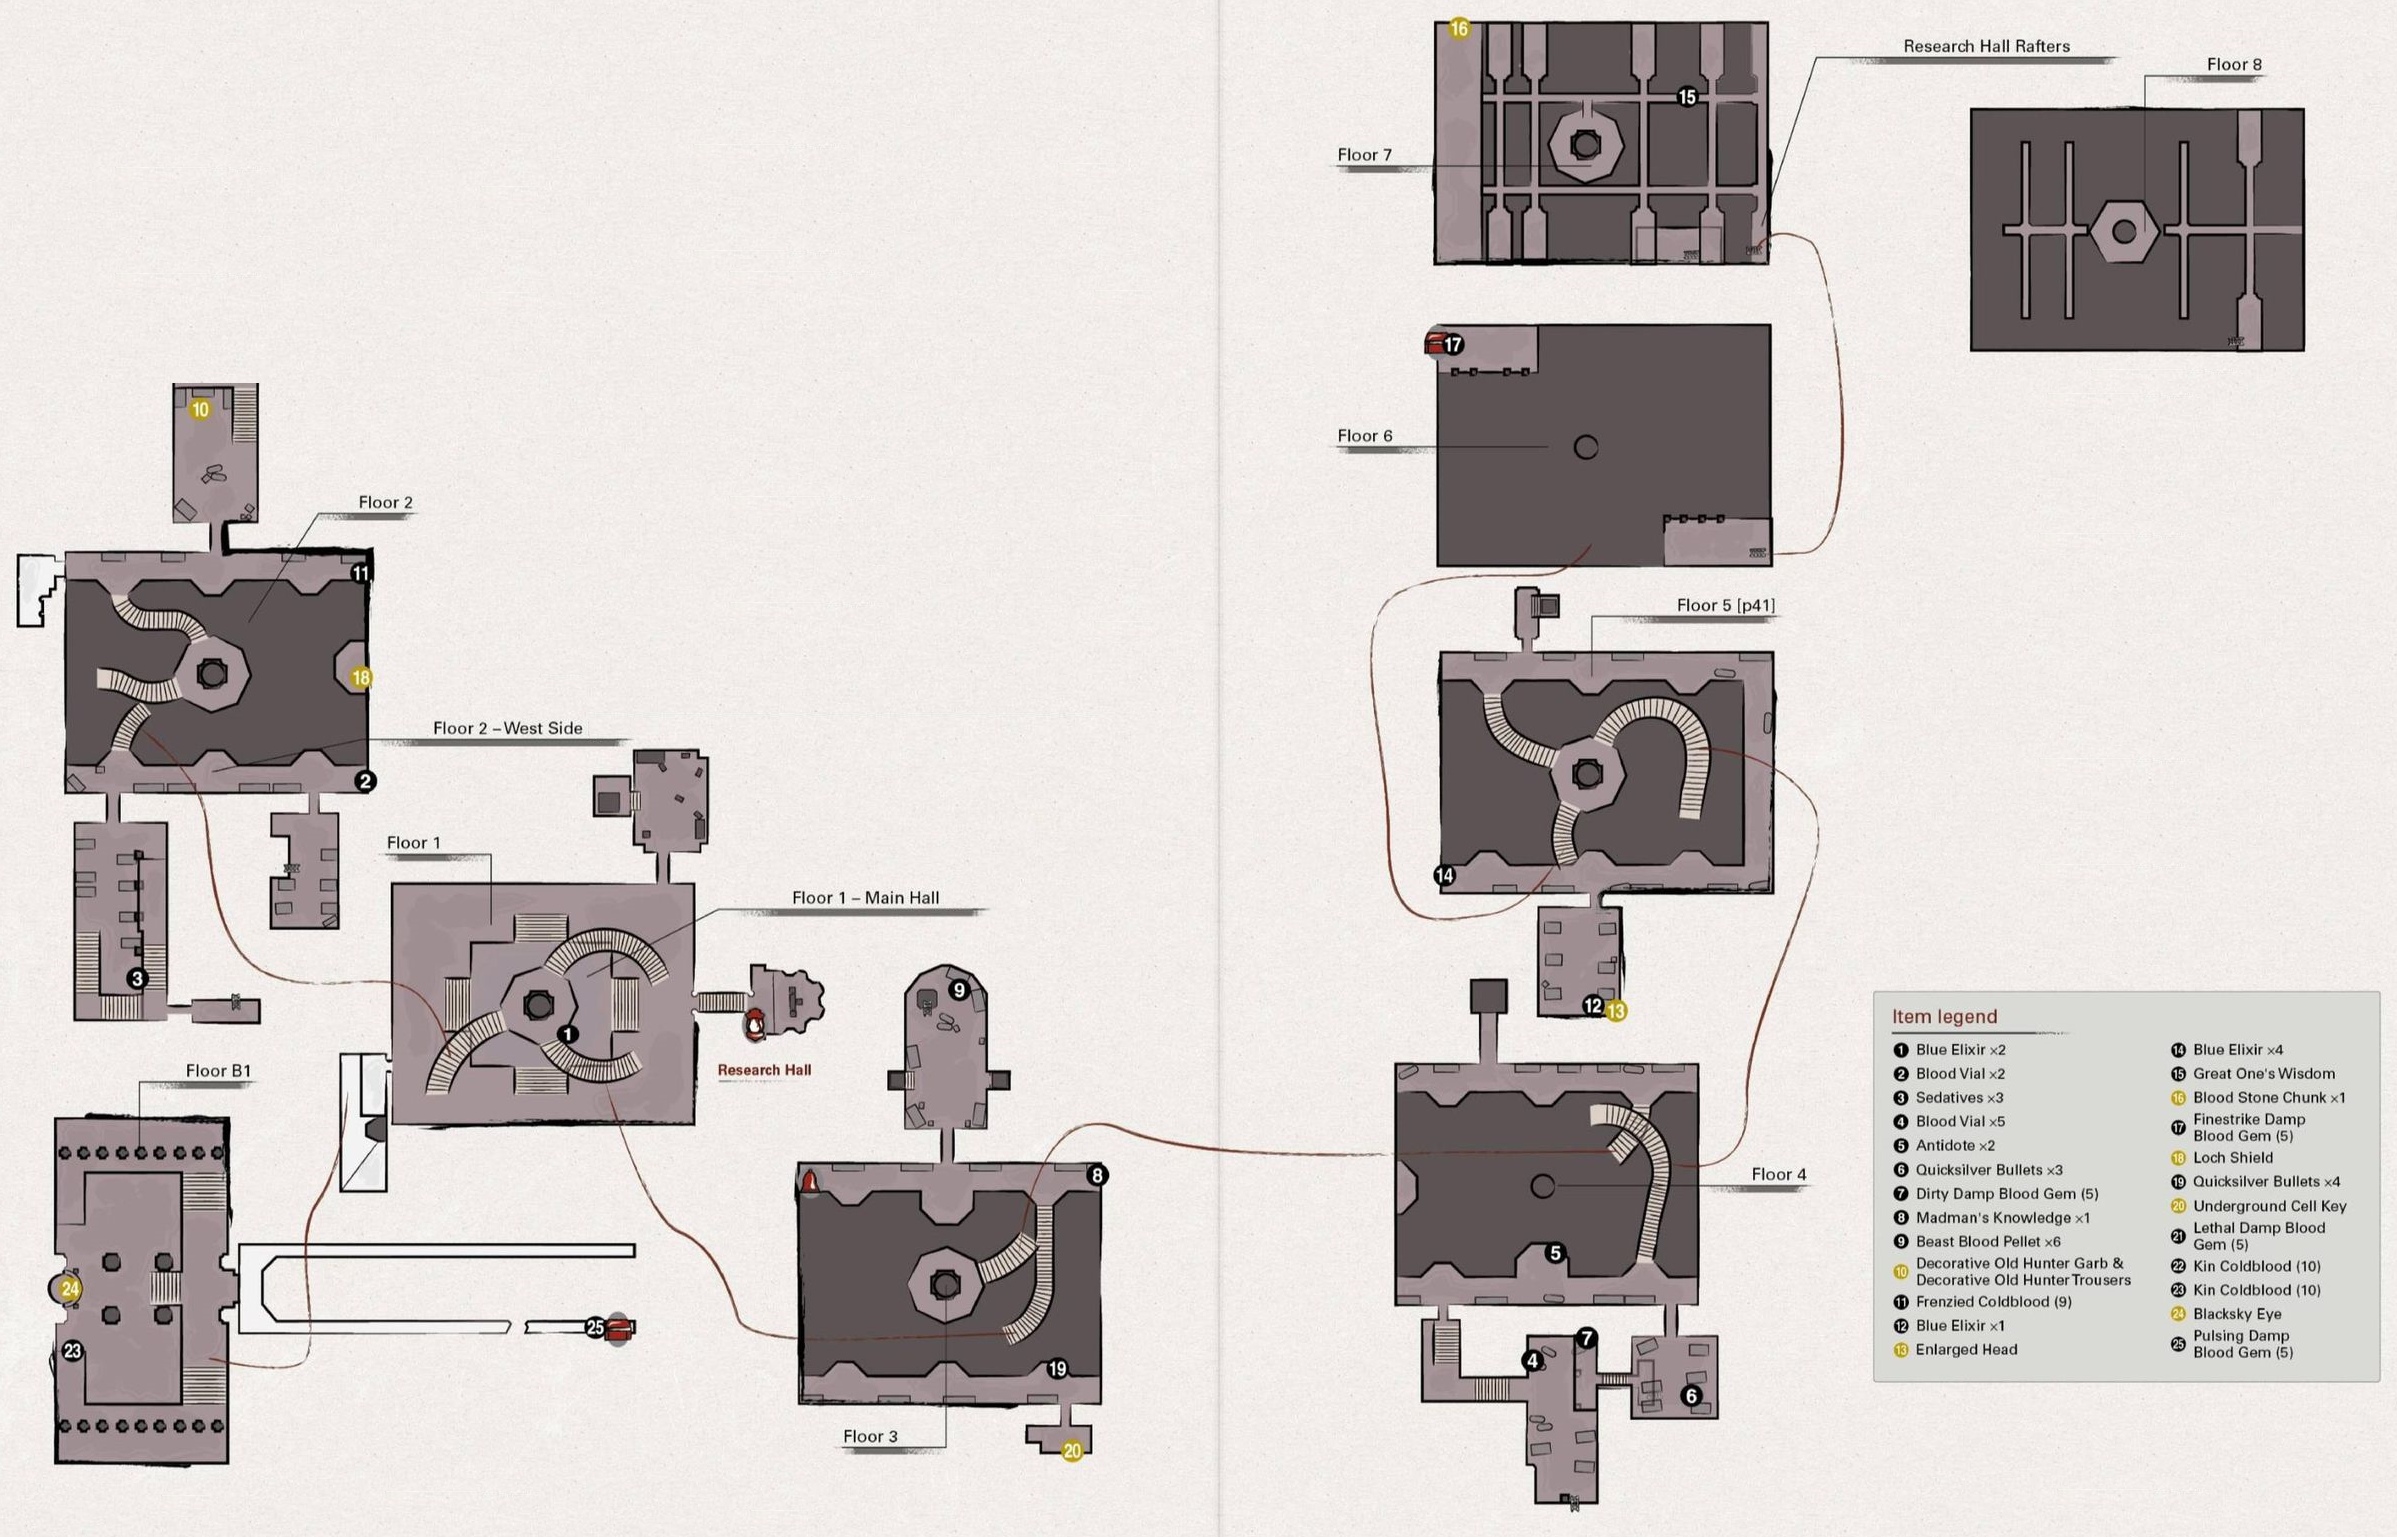 16
Research Hall Rafters
Floor 8
15
Floor 7
17
Floor 6
10
Floor 2
11
18
Floor 2 – West Side
2
3
Floor 5 [p41]
14
12
13
Floor 1
Floor 1 – Main Hall
1
Research Hall
9
Floor B1
24
23
25
8
19
Floor 3
20
Floor 4
5
4
7
6
Item legend
1 Blue Elixir ×2
2 Blood Vial ×2
3 Sedatives ×3
4 Blood Vial ×5
5 Antidote ×2
6 Quicksilver Bullets ×3
7 Dirty Damp Blood Gem (5)
8 Madman's Knowledge ×1
9 Beast Blood Pellet ×6
10 Decorative Old Hunter Garb &
Decorative Old Hunter Trousers
11 Frenzied Coldblood (9)
12 Blue Elixir ×1
13 Enlarged Head
14 Blue Elixir ×4
15 Great One's Wisdom
16 Blood Stone Chunk ×1
17 Finestrike Damp
Blood Gem (5)
18 Loch Shield
19 Quicksilver Bullets ×4
20 Underground Cell Key
21 Lethal Damp Blood
Gem (5)
22 Kin Coldblood (10)
23 Kin Coldblood (10)
24 Blacksky Eye
25 Pulsing Damp
Blood Gem (5)